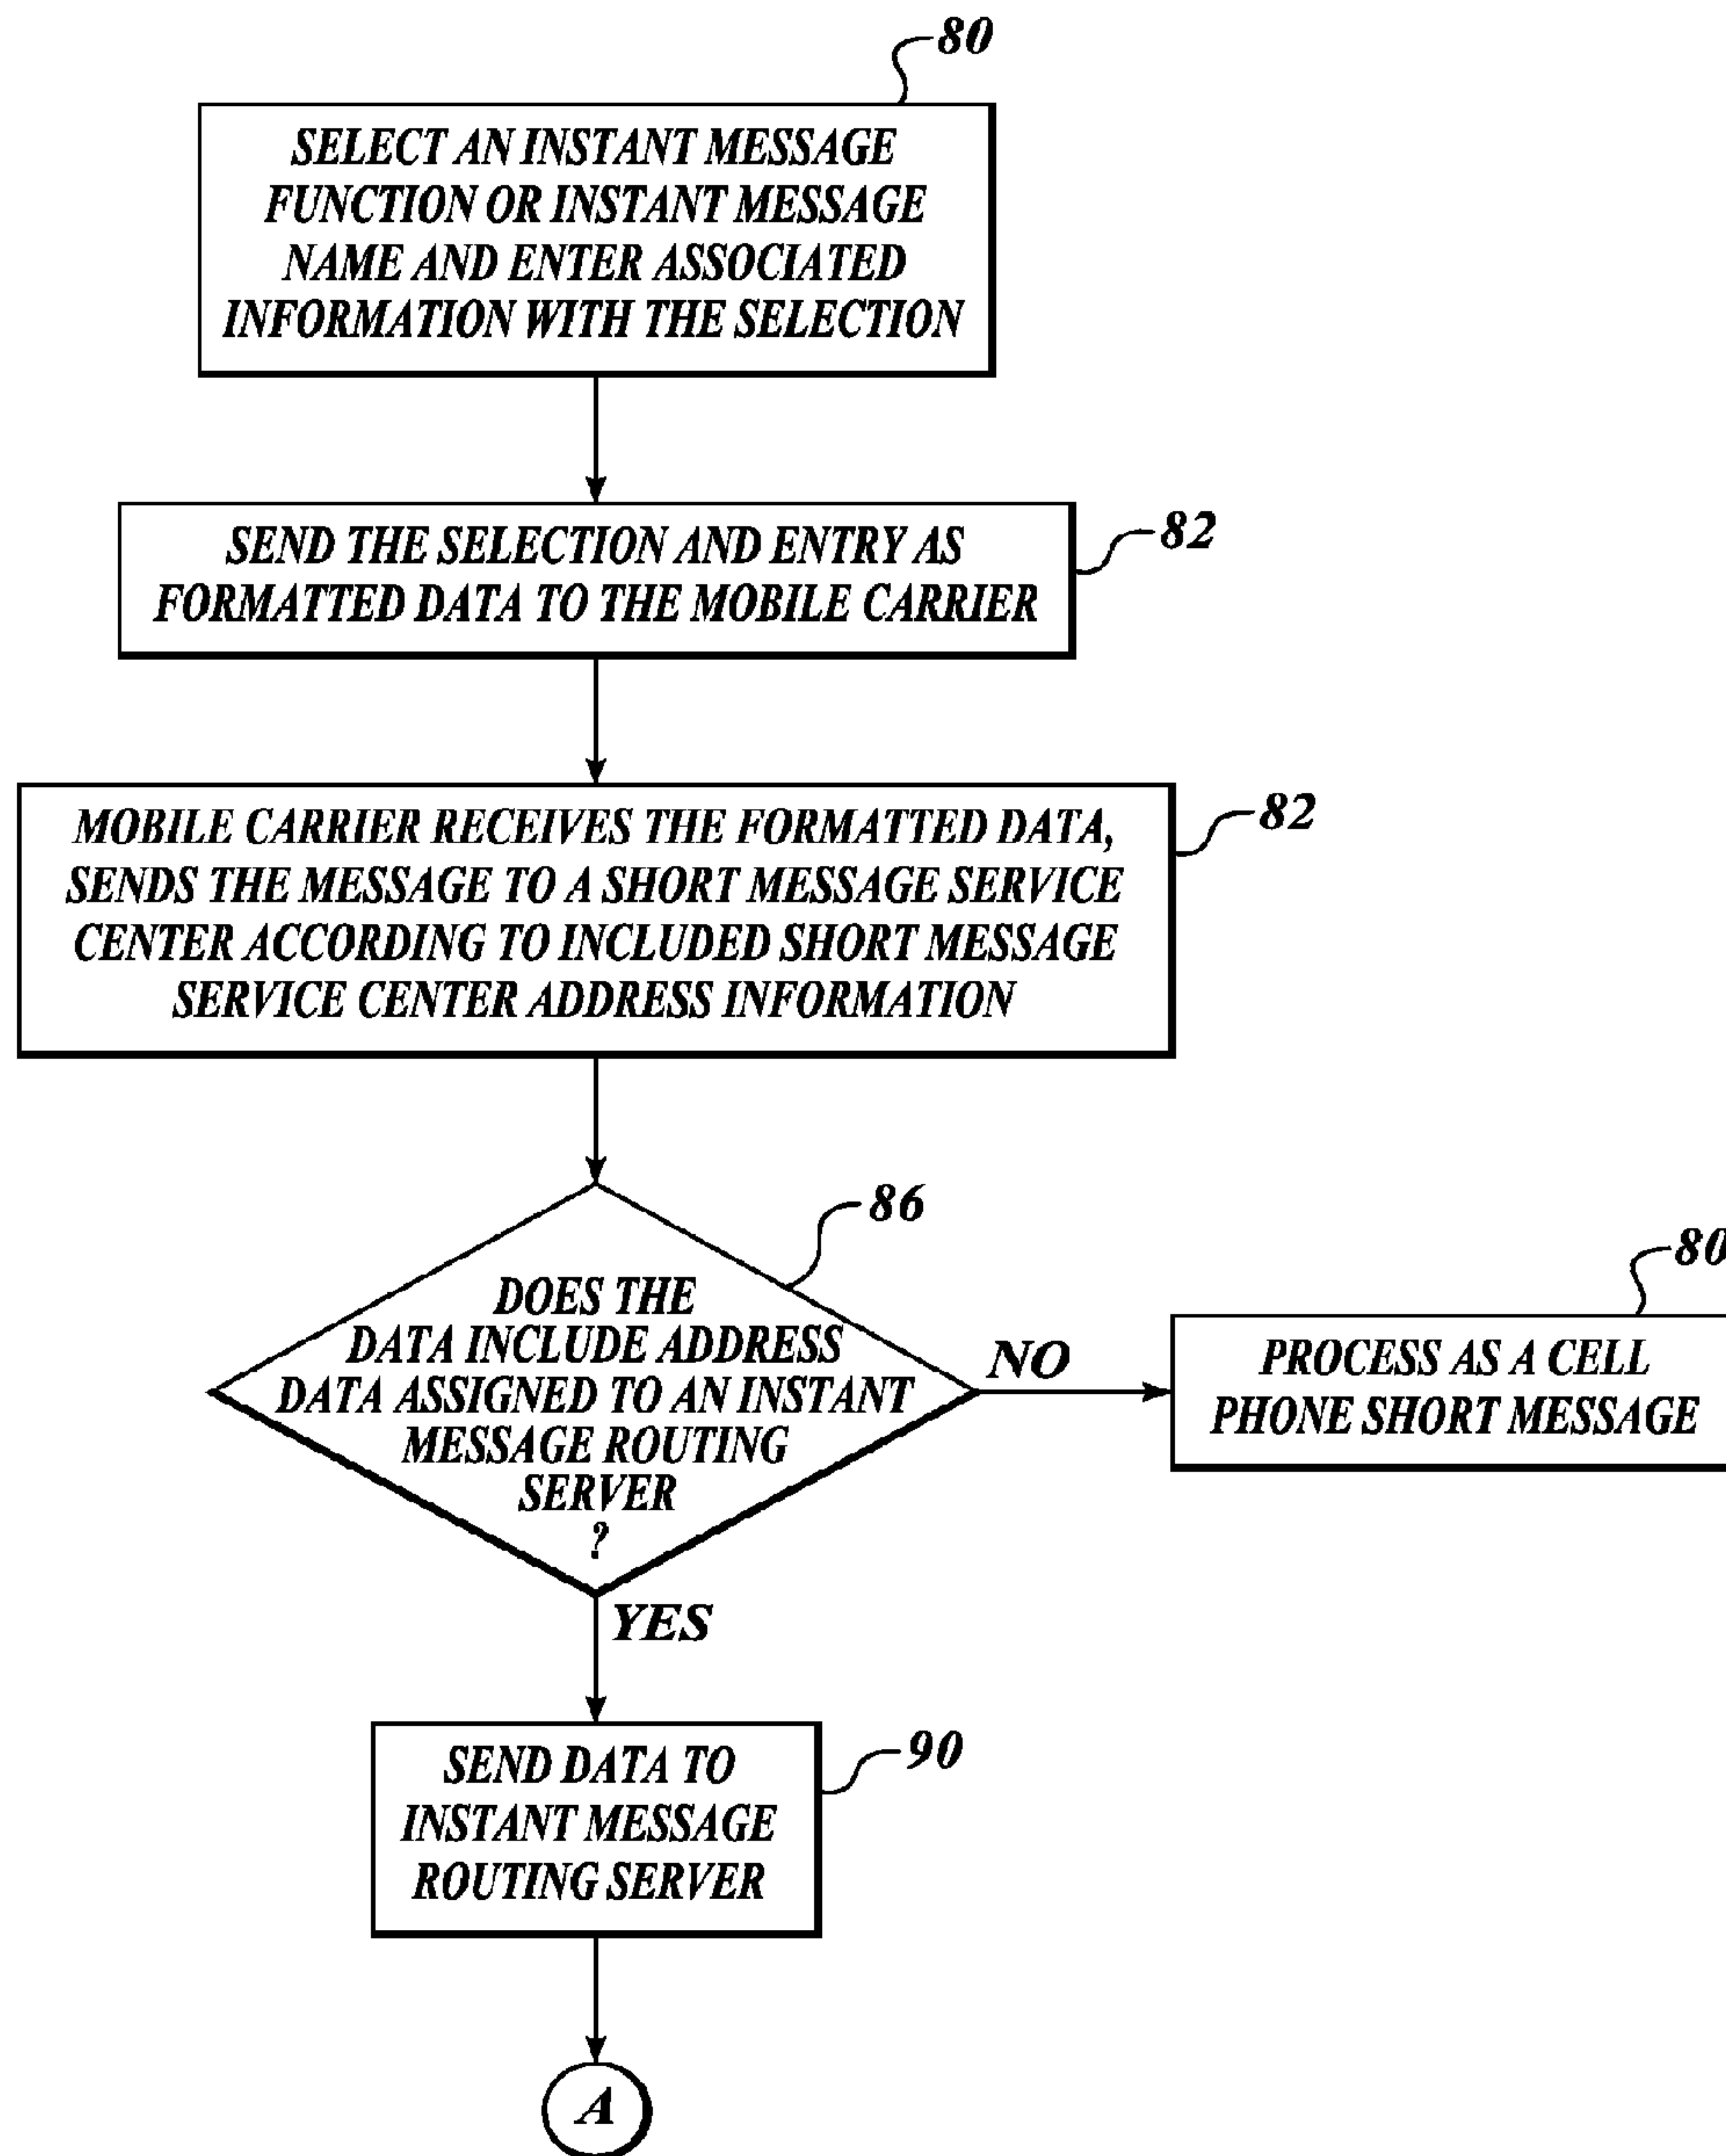 80
SELECT AN INSTANT MESSAGE
FUNCTION OR INSTANT MESSAGE
NAME AND ENTER ASSOCIATED
INFORMATION WITH THE SELECTION
SEND THE SELECTION AND ENTRY AS
FORMATTED DATA TO THE MOBILE CARRIER
82
MOBILE CARRIER RECEIVES THE FORMATTED DATA,
SENDS THE MESSAGE TO A SHORT MESSAGE SERVICE
CENTER ACCORDING TO INCLUDED SHORT MESSAGE
SERVICE CENTER ADDRESS INFORMATION
82
86
DOES THE
DATA INCLUDE ADDRESS
DATA ASSIGNED TO AN INSTANT
MESSAGE ROUTING
SERVER
?
NO
80
PROCESS AS A CELL
PHONE SHORT MESSAGE
YES
SEND DATA TO
INSTANT MESSAGE
ROUTING SERVER
90
A